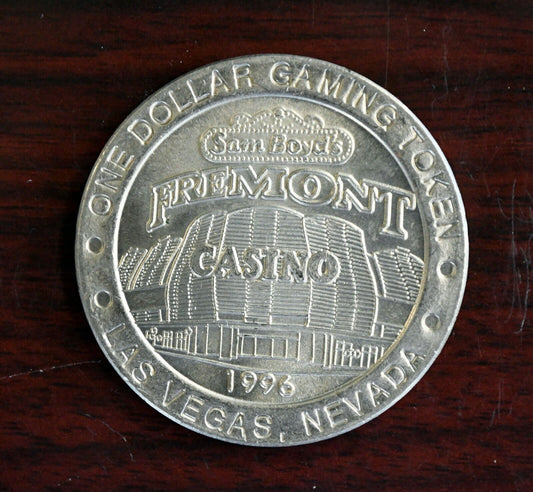 ONE DOLLAR GAMING TOKEN
Sam Boyd's
FREMONT
CASINO
1996
LAS VEGAS, NEVADA